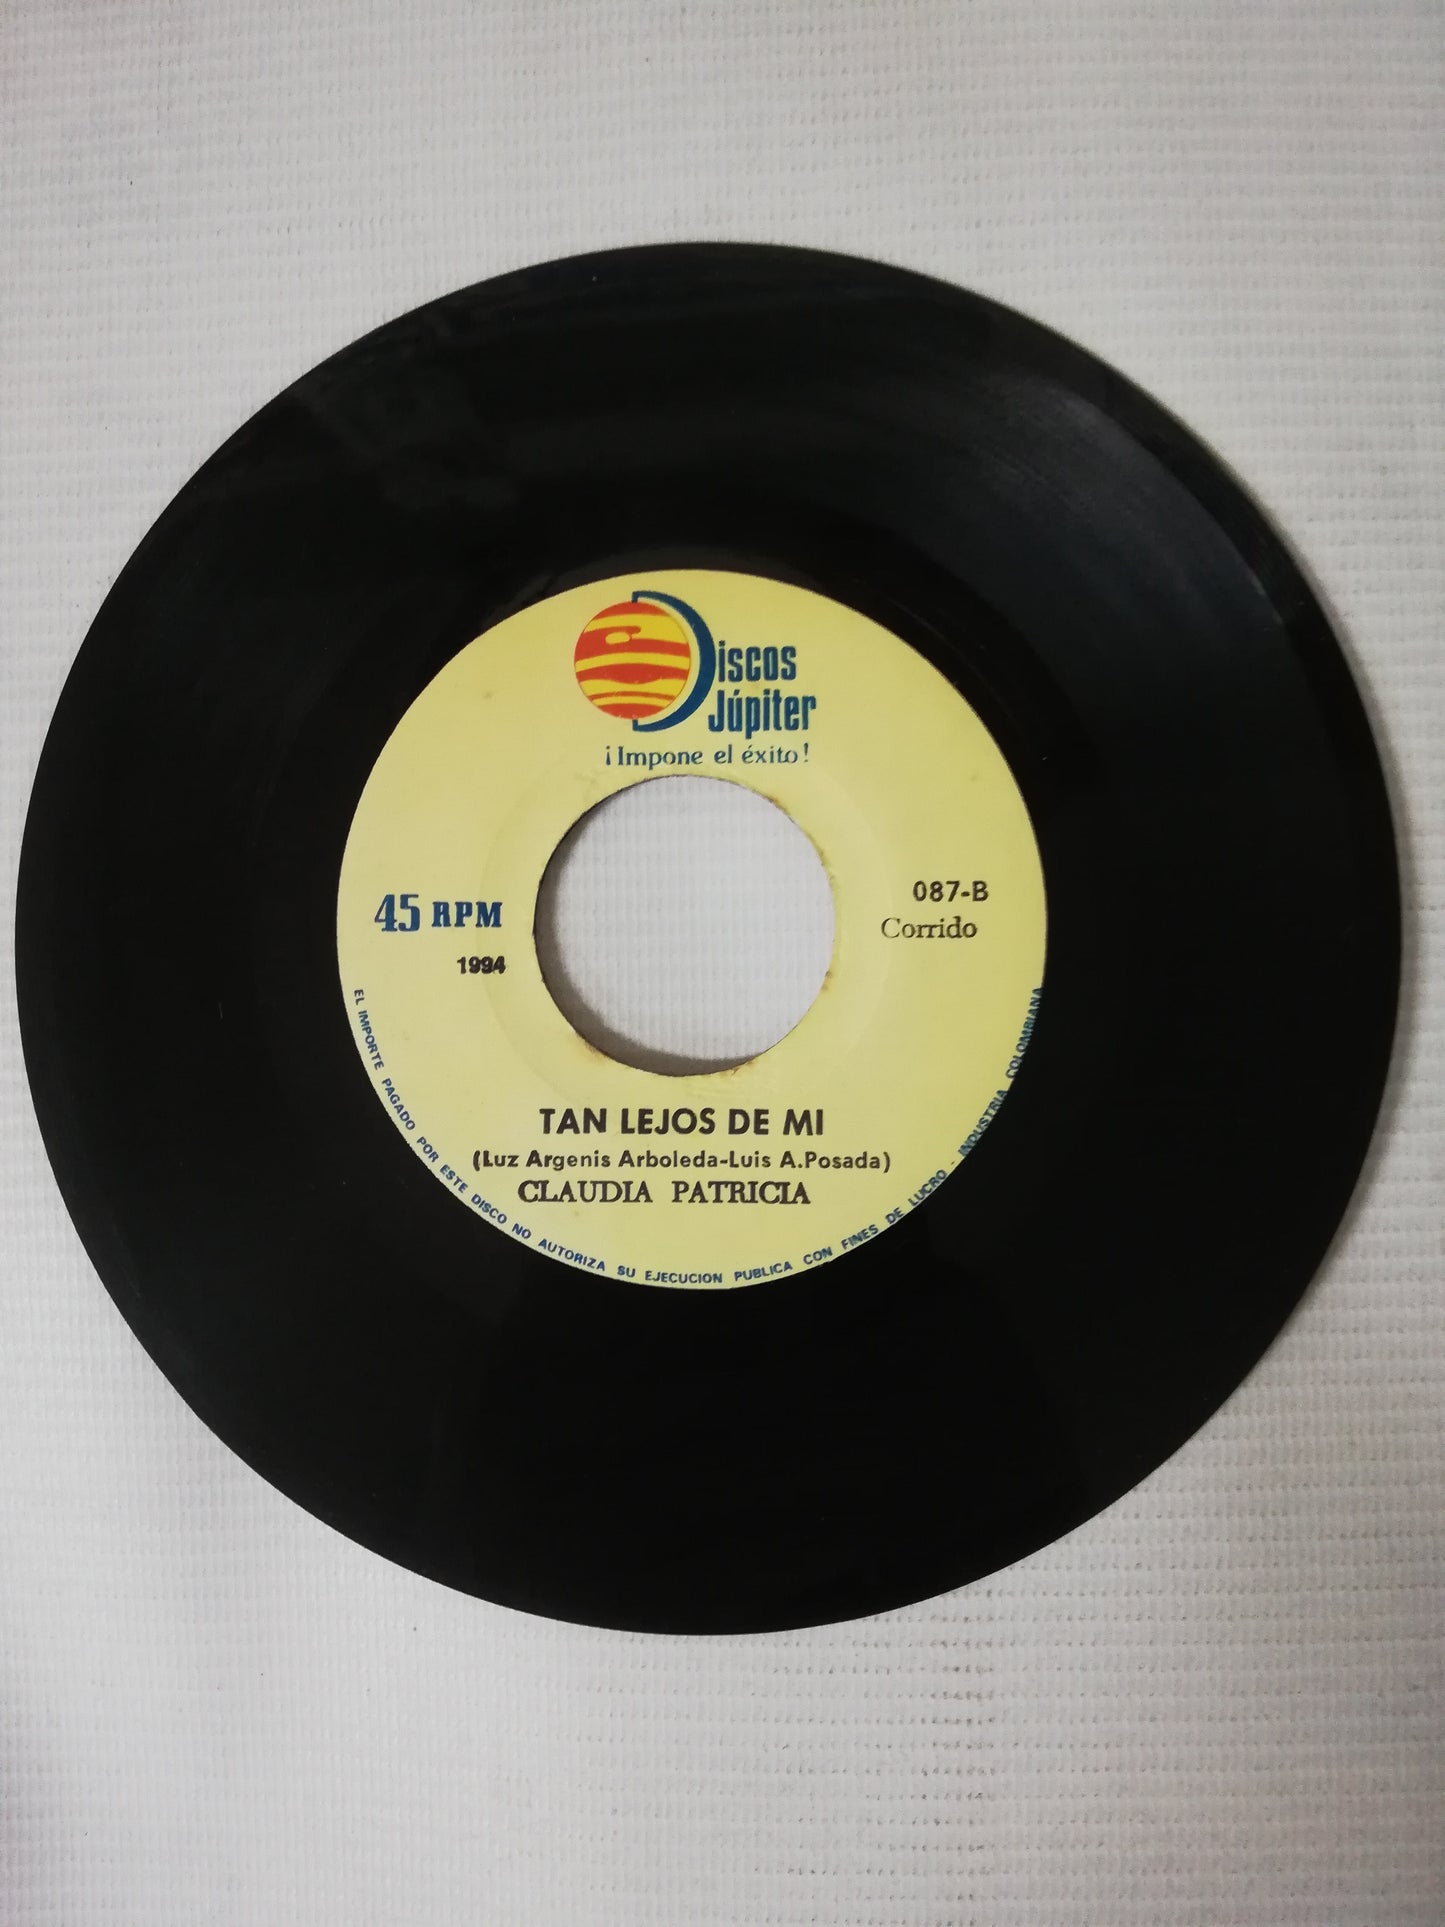 Discos
Júpiter
¡Impone el éxito!
45 RPM
1994
087-B
Corrido
TAN LEJOS DE MI
(Luz Argenis Arboleda-Luis A.Posada)
CLAUDIA PATRICIA
EL IMPORTE PAGADO POR ESTE DISCO NO AUTORIZA SU EJECUCION PUBLICA CON FINES DE LUCRO - INDUSTRIA COLOMBIANA